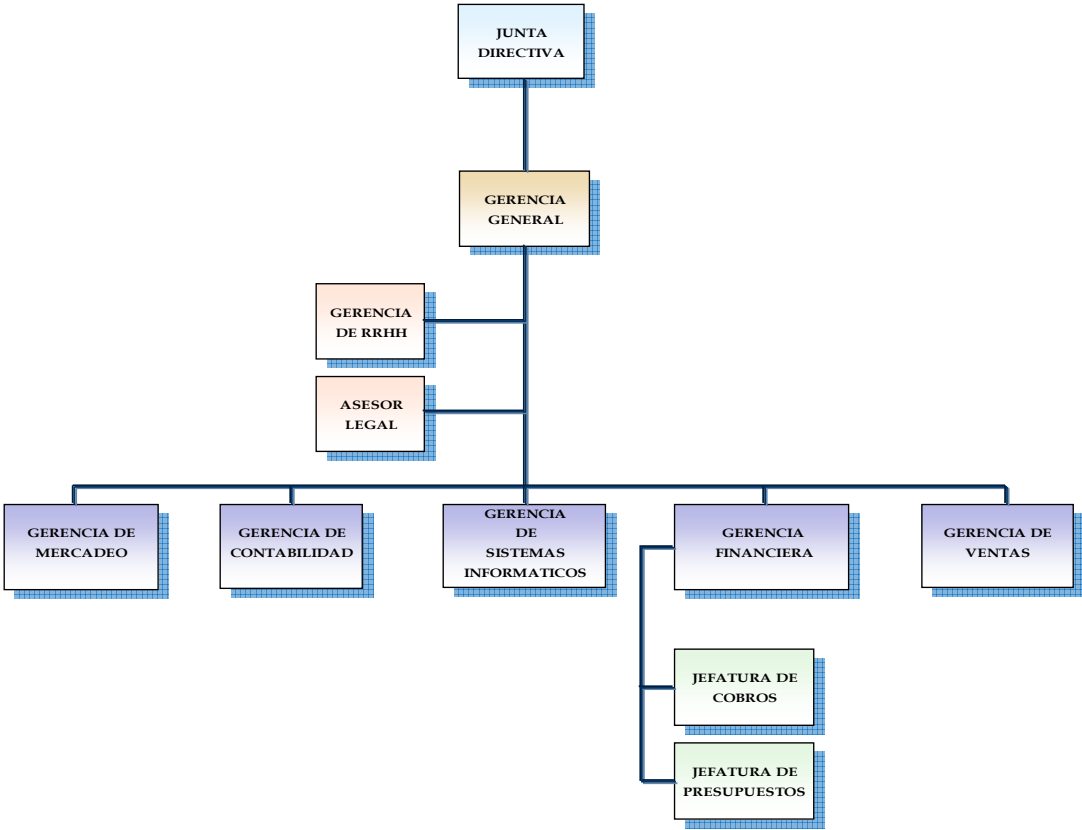 JUNTA
DIRECTIVA
GERENCIA
GENERAL
GERENCIA
DE RRHH
ASESOR
LEGAL
GERENCIA DE
MERCADEO
GERENCIA DE
CONTABILIDAD
GERENCIA
DE
SISTEMAS
INFORMATICOS
GERENCIA
FINANCIERA
GERENCIA DE
VENTAS
JEFATURA DE
COBROS
JEFATURA DE
PRESUPUESTOS